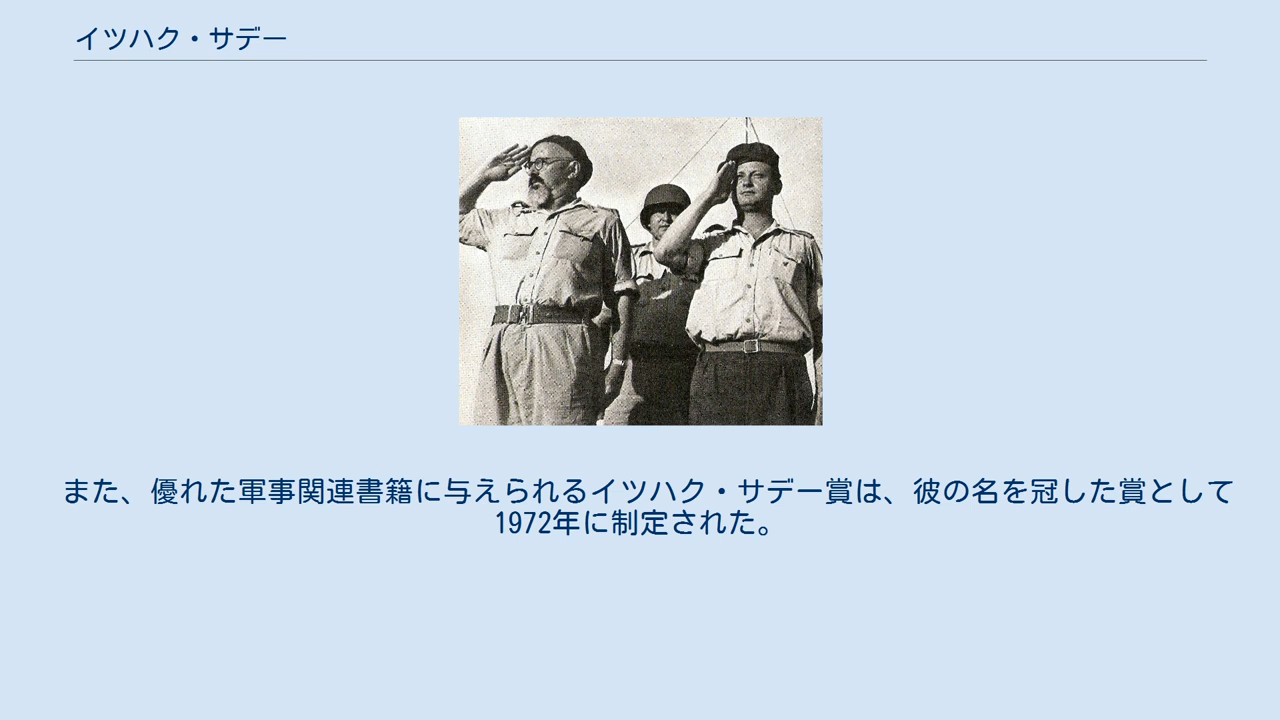 イツハク・サデー
また、優れた軍事関連書籍に与えられるイツハク・サデー賞は、彼の名を冠した賞として
1972年に制定された。